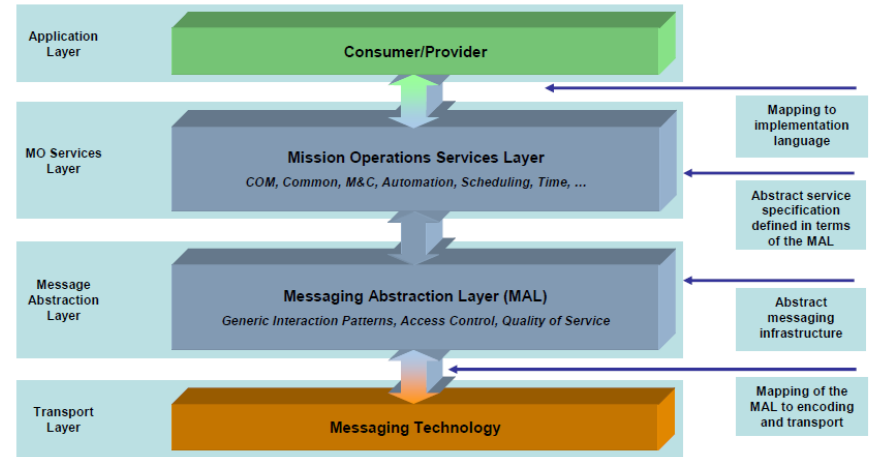 Application
Layer
Consumer/Provider
Mapping to
implementation
language
MO Services
Layer
Mission Operations Services Layer
COM, Common, M&C, Automation, Scheduling, Time, ...
Abstract service
specification
defined in terms
of the MAL
Message
Abstraction
Layer
Messaging Abstraction Layer (MAL)
Generic Interaction Patterns, Access Control, Quality of Service
Abstract
messaging
infrastructure
Transport
Layer
Messaging Technology
Mapping of the
MAL to encoding
and transport